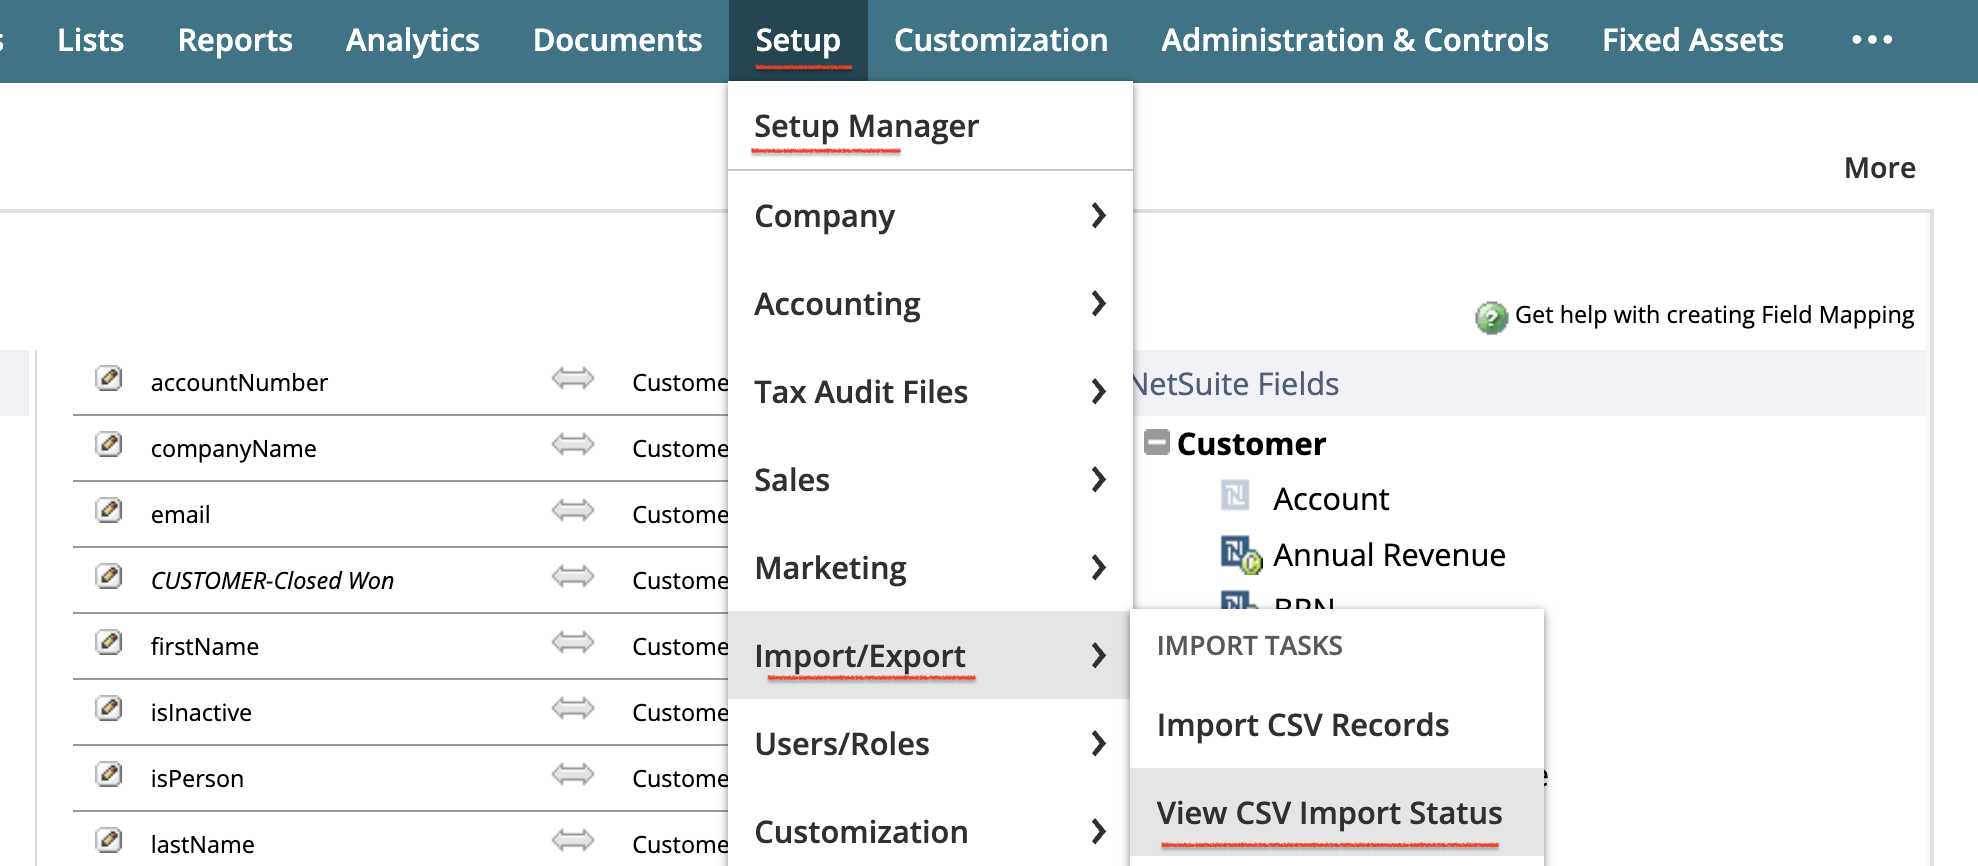 s Lists Reports Analytics Documents Setup Customization Administration & Controls Fixed Assets
Setup Manager
More
Company
Accounting
Get help with creating Field Mapping
Tax Audit Files
NetSuite Fields
accountNumber Custome
Customer
companyName Custome
Sales
Account
email Custome
Annual Revenue
Marketing
CUSTOMER-Closed Won Custome
BRN
firstName Custome
Import/Export
IMPORT TASKS
isInactive Custome
Import CSV Records
Users/Roles
isPerson Custome
e
View CSV Import Status
Customization
lastName Custome